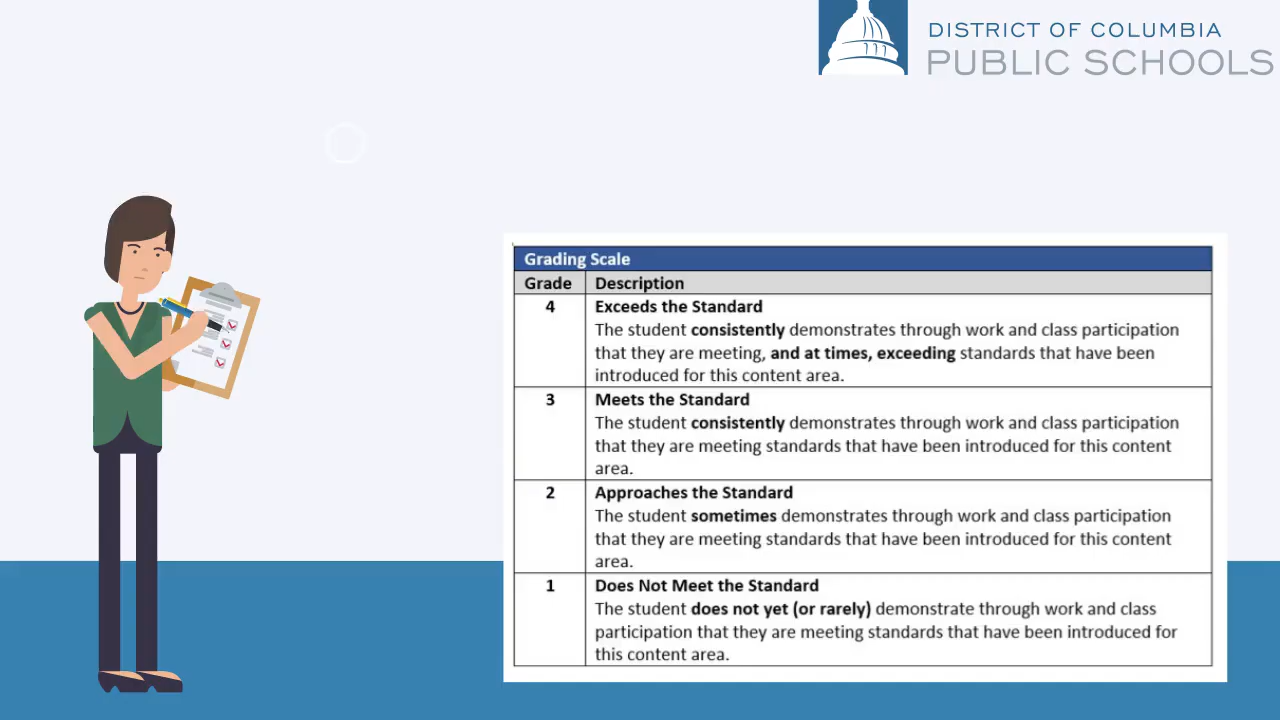 DISTRICT OF COLUMBIA
PUBLIC SCHOOLS
Grading Scale
Grade Description
4 Exceeds the Standard
The student consistently demonstrates through work and class participation
that they are meeting, and at times, exceeding standards that have been
introduced for this content area.
3 Meets the Standard
The student consistently demonstrates through work and class participation
that they are meeting standards that have been introduced for this content
area.
2 Approaches the Standard
The student sometimes demonstrates through work and class participation
that they are meeting standards that have been introduced for this content
area.
1 Does Not Meet the Standard
The student does not yet (or rarely) demonstrate through work and class
participation that they are meeting standards that have been introduced for
this content area.